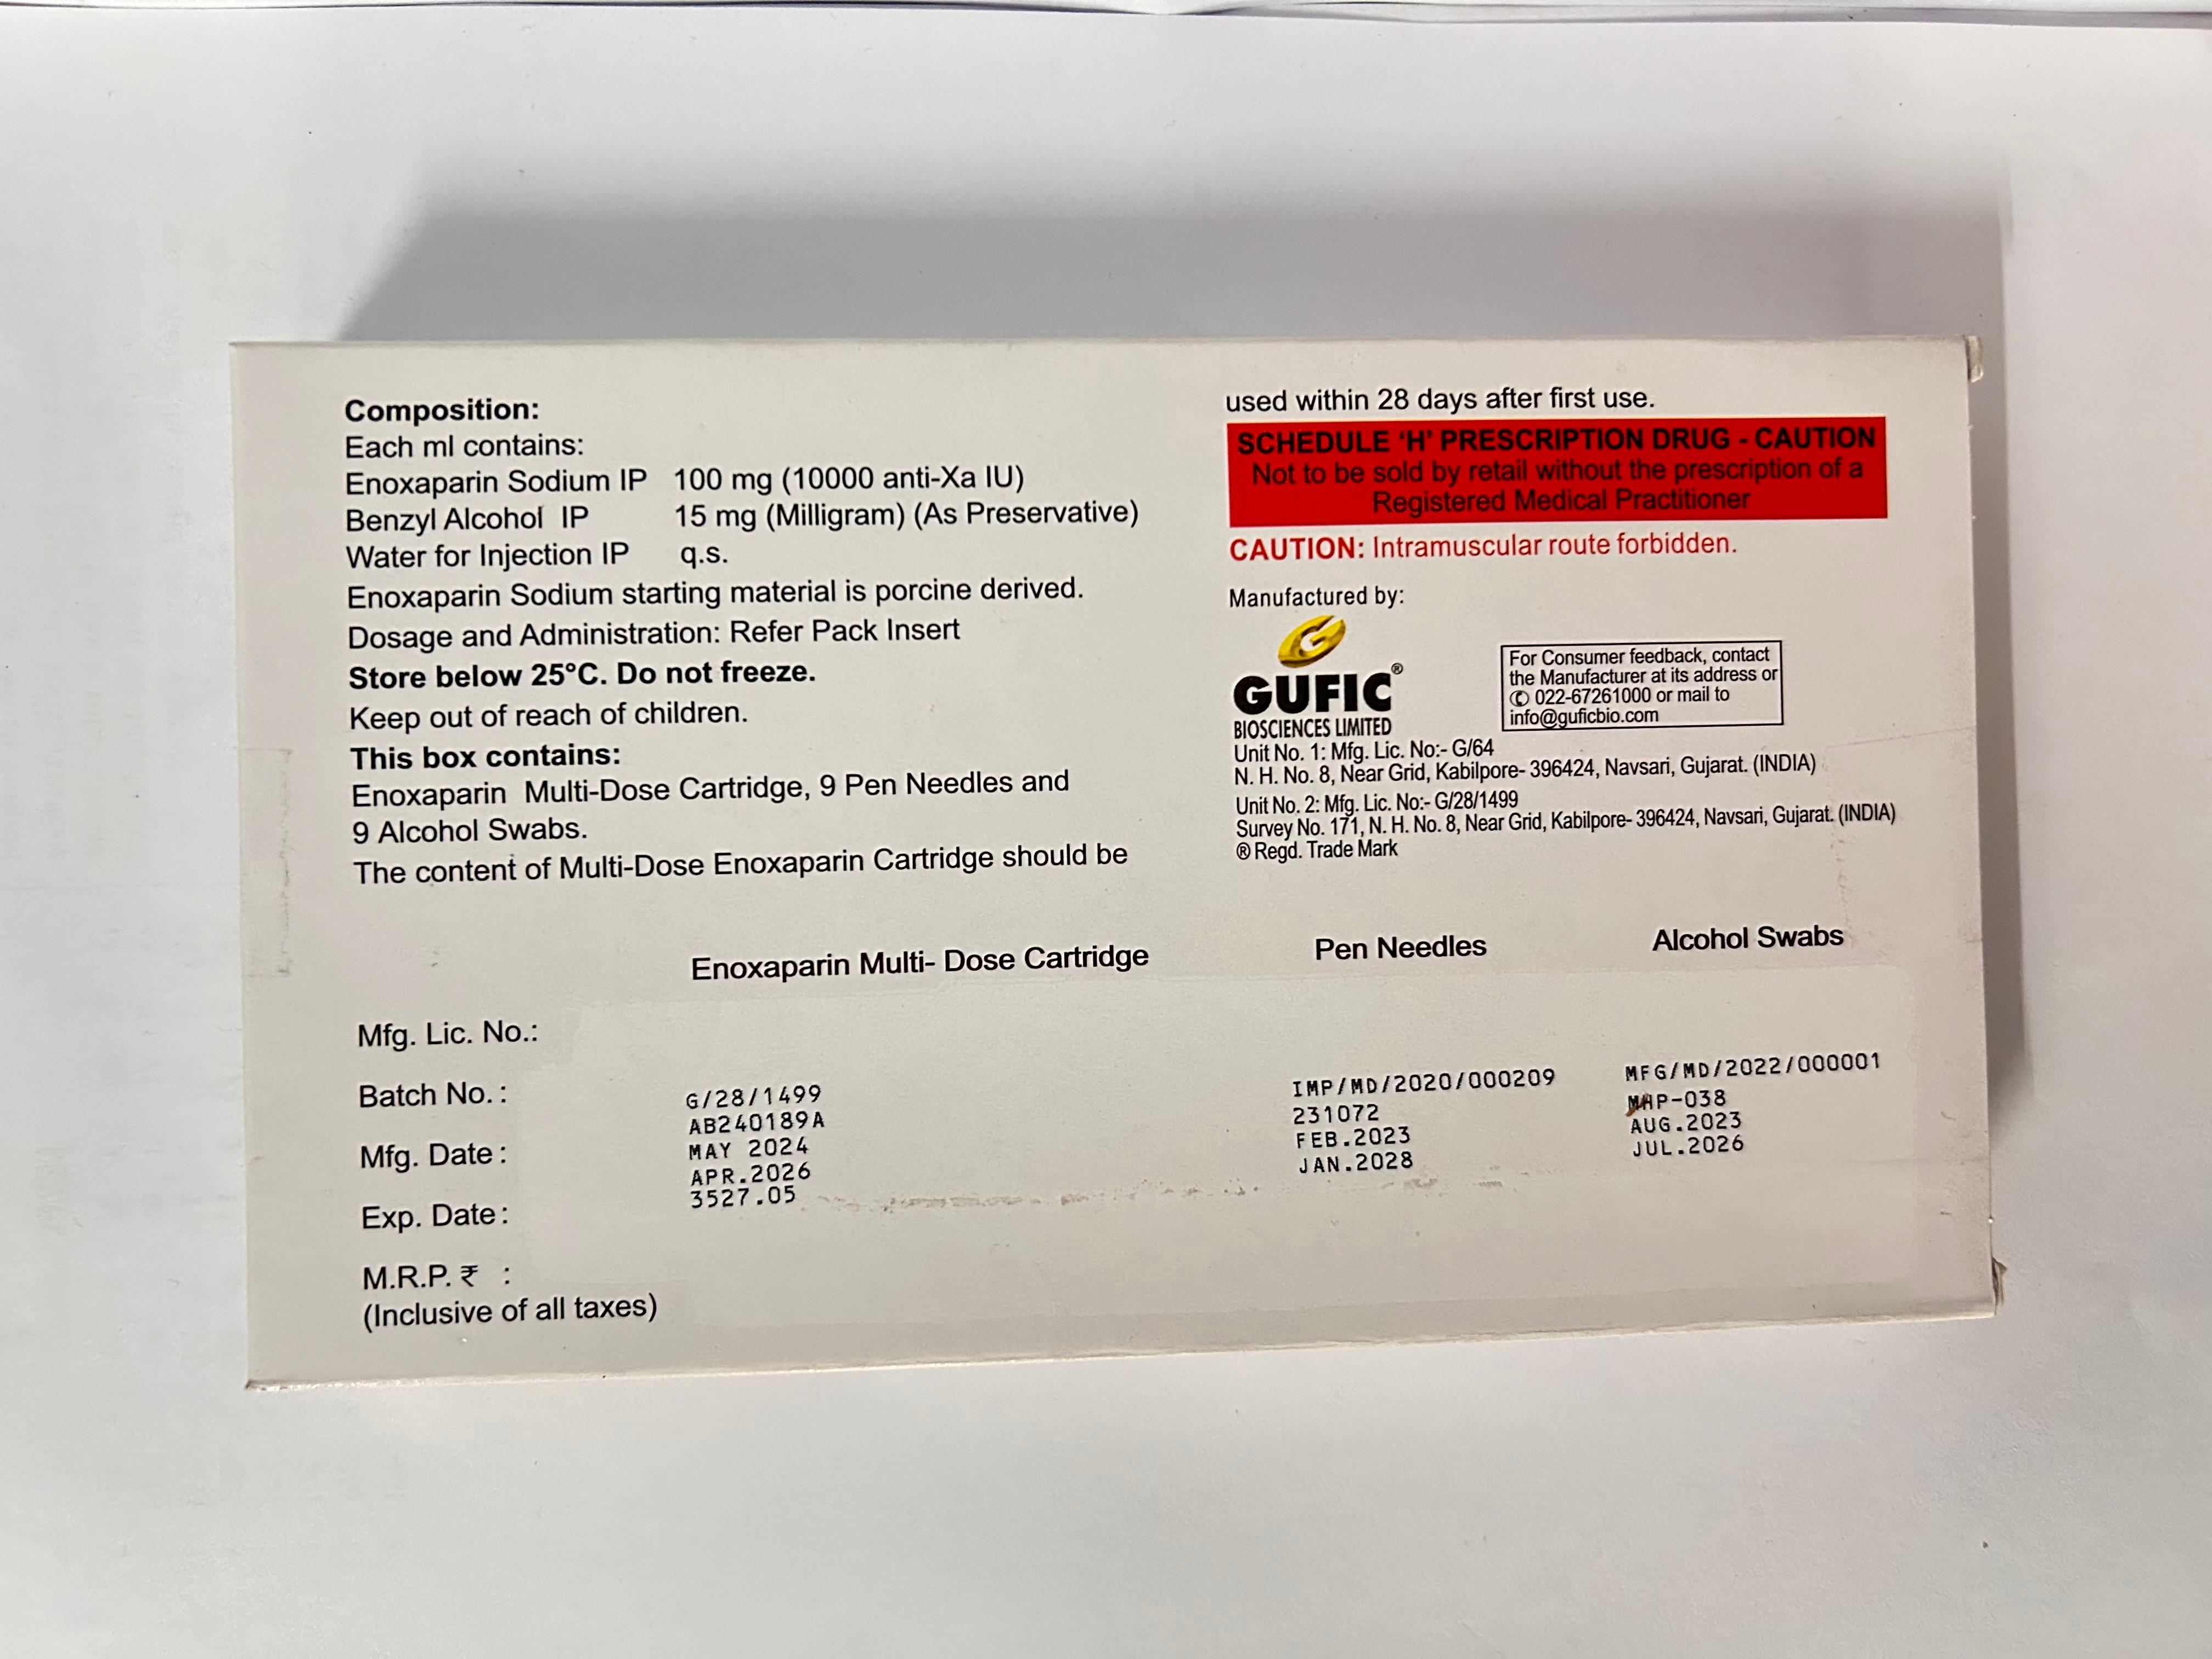 Composition:
Each ml contains:
Enoxaparin Sodium IP 100 mg (10000 anti-Xa IU)
Benzyl Alcohol IP 15 mg (Milligram) (As Preservative)
Water for Injection IP q.s.
Enoxaparin Sodium starting material is porcine derived.
Dosage and Administration: Refer Pack Insert
Store below 25°C. Do not freeze.
Keep out of reach of children.
This box contains:
Enoxaparin Multi-Dose Cartridge, 9 Pen Needles and
9 Alcohol Swabs.
The content of Multi-Dose Enoxaparin Cartridge should be
used within 28 days after first use.
SCHEDULE 'H' PRESCRIPTION DRUG - CAUTION
Not to be sold by retail without the prescription of a
Registered Medical Practitioner
CAUTION: Intramuscular route forbidden.
Manufactured by:
G
GUFIC®
BIOSCIENCES LIMITED
For Consumer feedback, contact
the Manufacturer at its address or
✆ 022-67261000 or mail to
info@guficbio.com
Unit No. 1: Mfg. Lic. No:- G/64
N. H. No. 8, Near Grid, Kabilpore- 396424, Navsari, Gujarat. (INDIA)
Unit No. 2: Mfg. Lic. No:- G/28/1499
Survey No. 171, N. H. No. 8, Near Grid, Kabilpore- 396424, Navsari, Gujarat. (INDIA)
® Regd. Trade Mark
Enoxaparin Multi- Dose Cartridge Pen Needles Alcohol Swabs
Mfg. Lic. No.:
Batch No. :
Mfg. Date :
Exp. Date :
M.R.P. ₹ :
(Inclusive of all taxes)
G/28/1499
AB240189A
MAY 2024
APR.2026
3527.05
IMP/MD/2020/000209
231072
FEB.2023
JAN.2028
MFG/MD/2022/000001
AUG.2023
JUL.2026